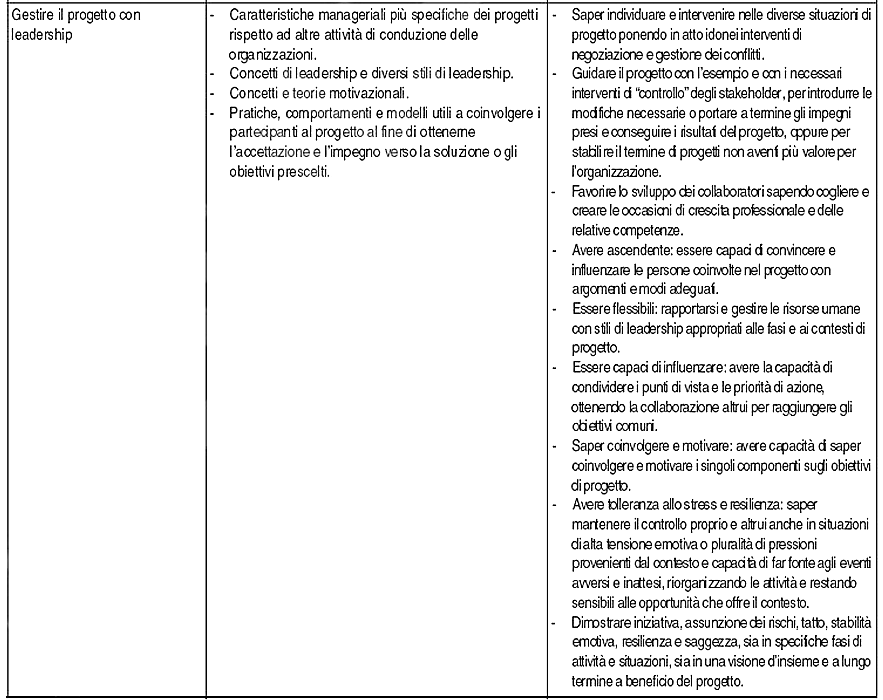 Gestire il progetto con
leadership
- Caratteristiche manageriali più specifiche dei progetti
rispetto ad altre attività di conduzione delle
organizzazioni.
- Concetti di leadership e diversi stili di leadership.
- Concetti e teorie motivazionali.
- Pratiche, comportamenti e modelli utili a coinvolgere i
partecipanti al progetto al fine di ottenerne
l'accettazione e l'impegno verso la soluzione o gli
obiettivi prescelti.
- Saper individuare e intervenire nelle diverse situazioni di
progetto ponendo in atto idonei interventi di
negoziazione e gestione dei conflitti.
- Guidare il progetto con l'esempio e con i necessari
interventi di "controllo" degli stakeholder, per introdurre le
modifiche necessarie o portare a termine gli impegni
presi e conseguire i risultati del progetto, oppure per
stabilire il termine di progetti non aventi più valore per
l'organizzazione.
- Favorire lo sviluppo dei collaboratori sapendo cogliere e
creare le occasioni di crescita professionale e delle
relative competenze.
- Avere ascendente: essere capaci di convincere e
influenzare le persone coinvolte nel progetto con
argomenti e modi adeguati.
- Essere flessibili: rapportarsi e gestire le risorse umane
con stili di leadership appropriati alle fasi e ai contesti di
progetto.
- Essere capaci di influenzare: avere la capacità di
condividere i punti di vista e le priorità di azione,
ottenendo la collaborazione altrui per raggiungere gli
obiettivi comuni.
- Saper coinvolgere e motivare: avere capacità di saper
coinvolgere e motivare i singoli componenti sugli obiettivi
di progetto.
- Avere tolleranza allo stress e resilienza: saper
mantenere il controllo proprio e altrui anche in situazioni
di alta tensione emotiva o pluralità di pressioni
provenienti dal contesto e capacità di far fonte agli eventi
avversi e inattesi, riorganizzando le attività e restando
sensibili alle opportunità che offre il contesto.
- Dimostrare iniziativa, assunzione dei rischi, tatto, stabilità
emotiva, resilienza e saggezza, sia in specifiche fasi di
attività e situazioni, sia in una visione d'insieme e a lungo
termine a beneficio del progetto.